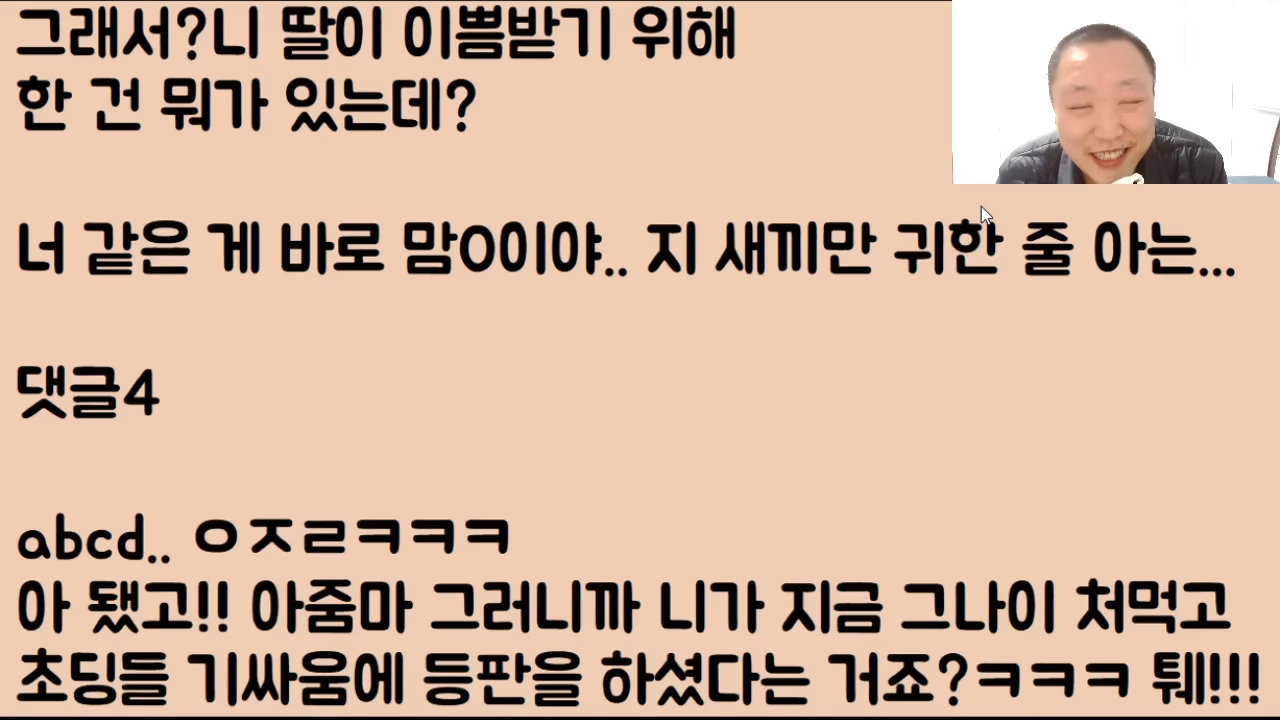 그래서?니 딸이 이쁨받기 위해
한 건 뭐가 있는데?
너 같은 게 바로 맘O이야.. 지 새끼만 귀한 줄 아는...
댓글4
abcd.. ㅇㅈㄹㅋㅋㅋ
아 됐고!! 아줌마 그러니까 니가 지금 그나이 처먹고
초딩들 기싸움에 등판을 하셨다는 거죠?ㅋㅋㅋ 퉤!!!